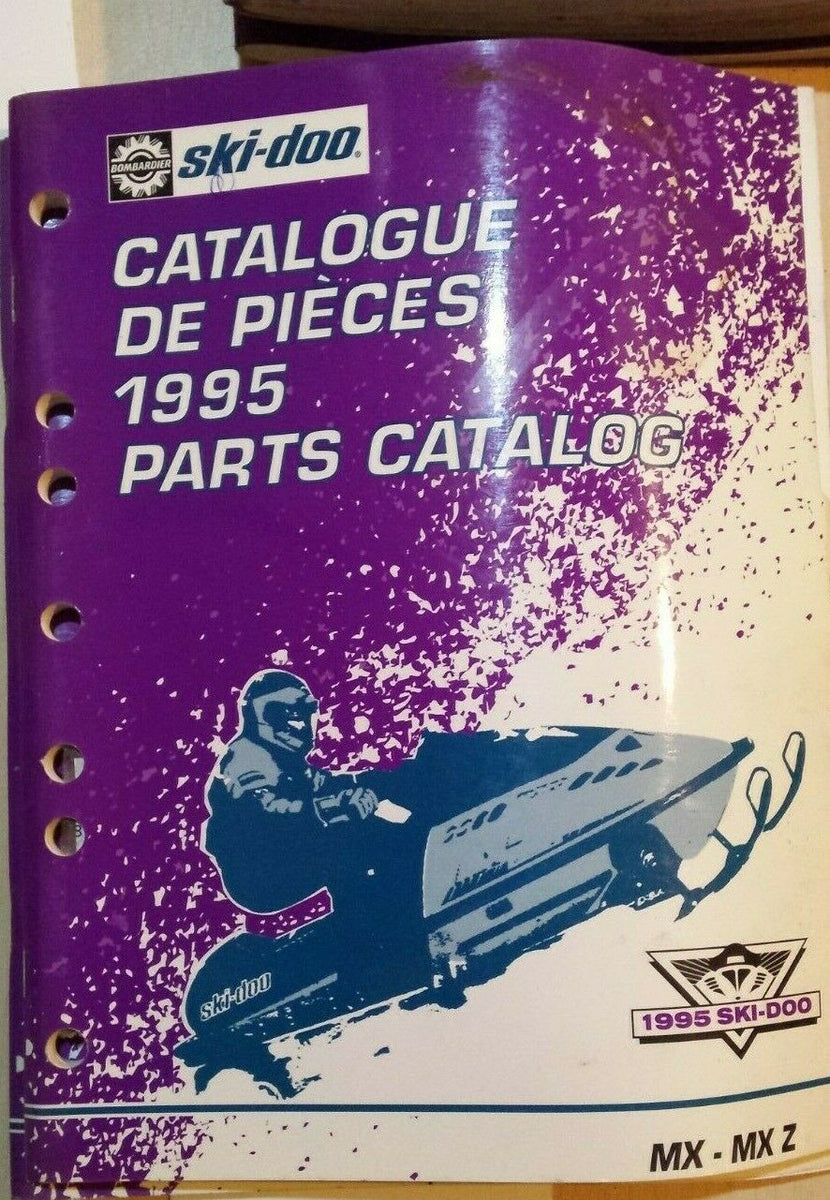 BOMBARDIER
ski-doo®
CATALOGUE
DE PIÈCES
1995
PARTS CATALOG
ski-doo
1995 SKI-DOO
MX - MX Z